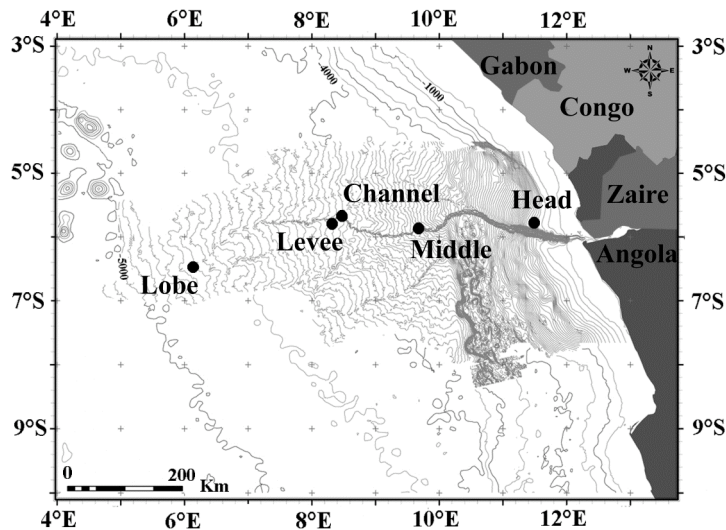 4°E 6°E 8°E 10°E 12°E
3°S 3°S
Gabon
N
W E
S
-4000
-1000
Congo
5°S 5°S
Channel
Head
Zaire
Levee
Middle
Angola
-5000
Lobe
7°S 7°S
9°S 9°S
0 200
Km
4°E 6°E 8°E 10°E 12°E